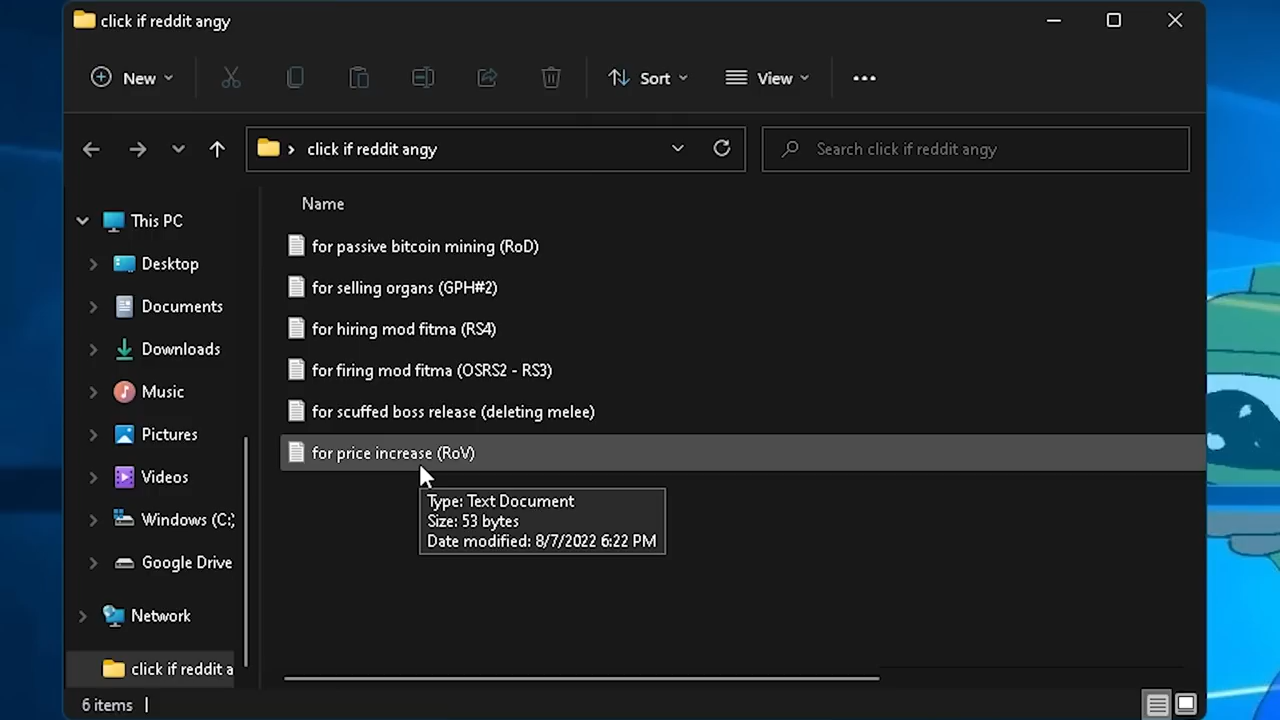 click if reddit angy
New
Sort
View
click if reddit angy
Search click if reddit angy
This PC
Desktop
Documents
Downloads
Music
Pictures
Videos
Windows (C:)
Google Drive
Network
click if reddit a
Name
for passive bitcoin mining (RoD)
for selling organs (GPH#2)
for hiring mod fitma (RS4)
for firing mod fitma (OSRS2 - RS3)
for scuffed boss release (deleting melee)
for price increase (RoV)
Type: Text Document
Size: 53 bytes
Date modified: 8/7/2022 6:22 PM
6 items